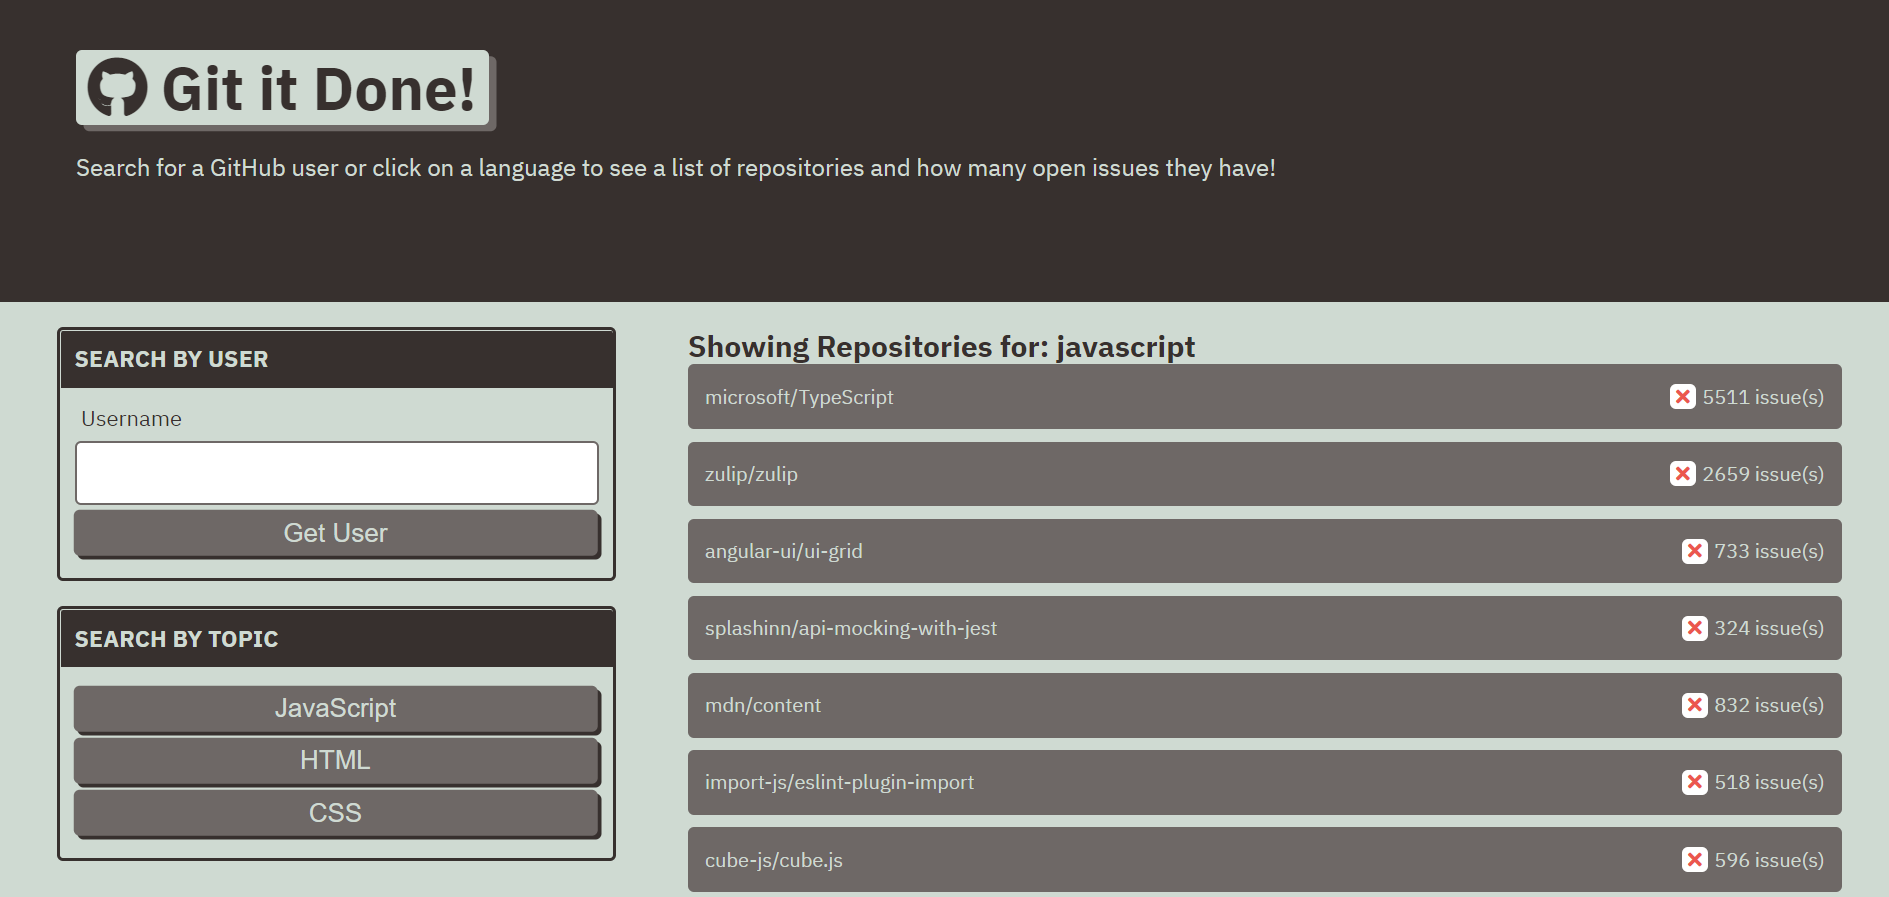 Git it Done!
Search for a GitHub user or click on a language to see a list of repositories and how many open issues they have!
SEARCH BY USER
Username
Get User
SEARCH BY TOPIC
JavaScript
HTML
CSS
Showing Repositories for: javascript
microsoft/TypeScript 5511 issue(s)
zulip/zulip 2659 issue(s)
angular-ui/ui-grid 733 issue(s)
splashinn/api-mocking-with-jest 324 issue(s)
mdn/content 832 issue(s)
import-js/eslint-plugin-import 518 issue(s)
cube-js/cube.js 596 issue(s)